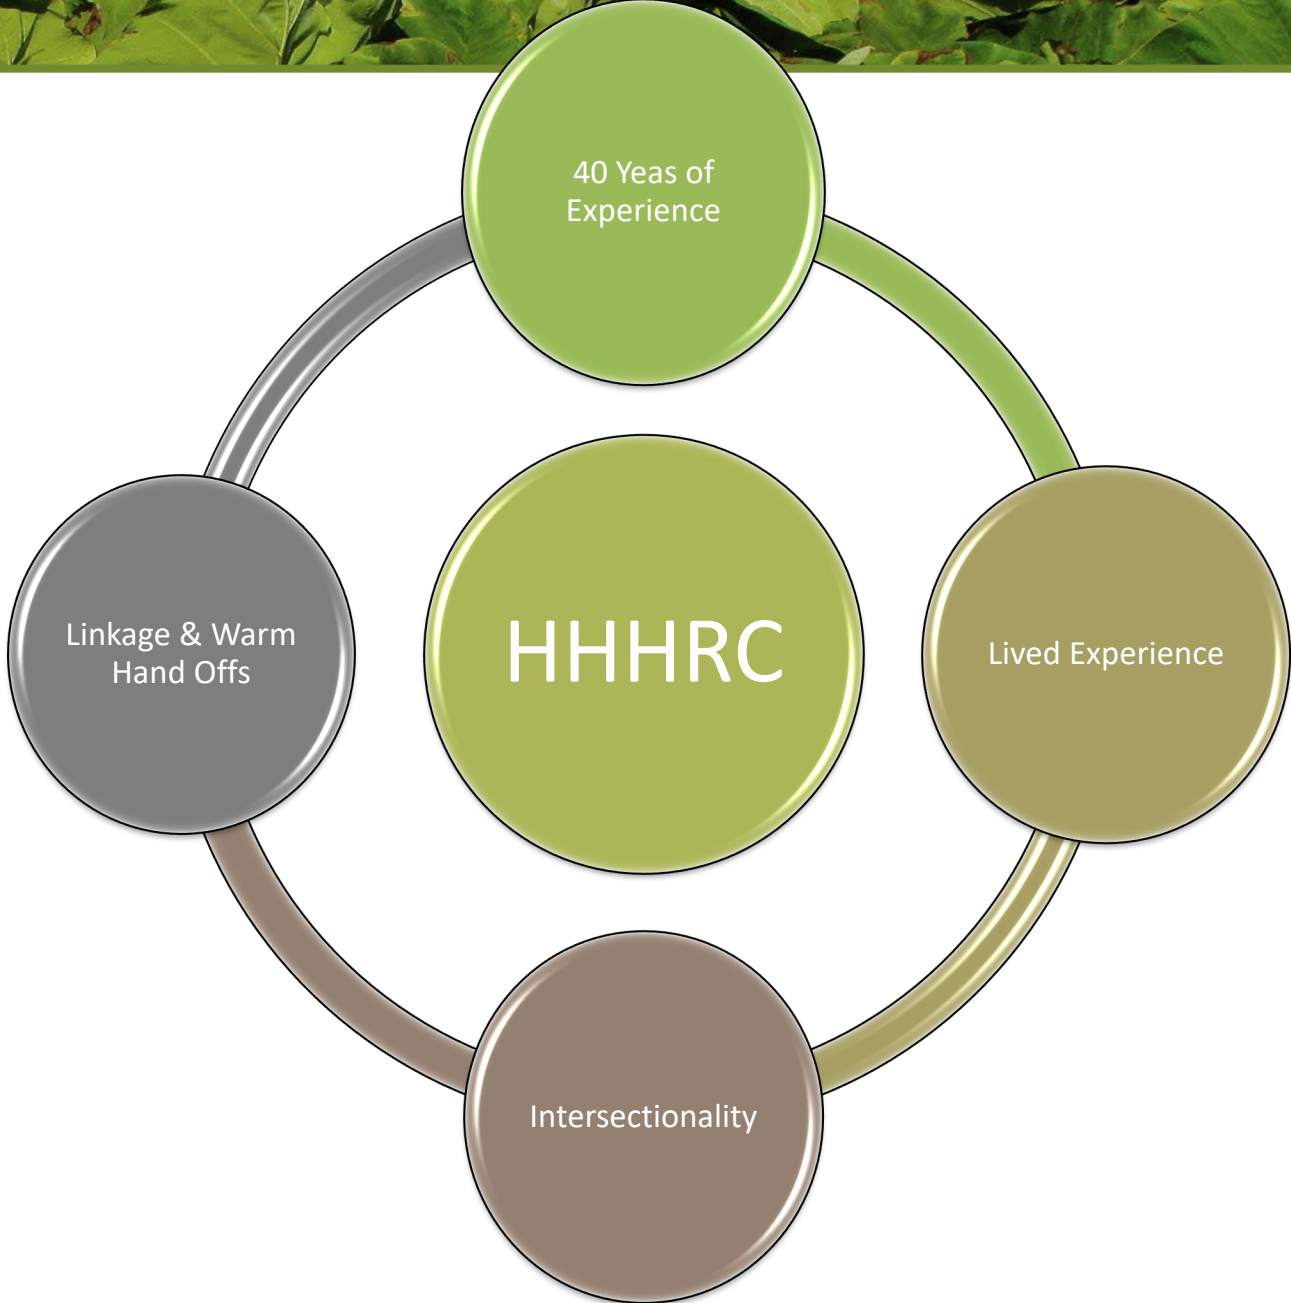 40 Yeas of
Experience
Linkage & Warm
Hand Offs
HHHRC
Lived Experience
Intersectionality